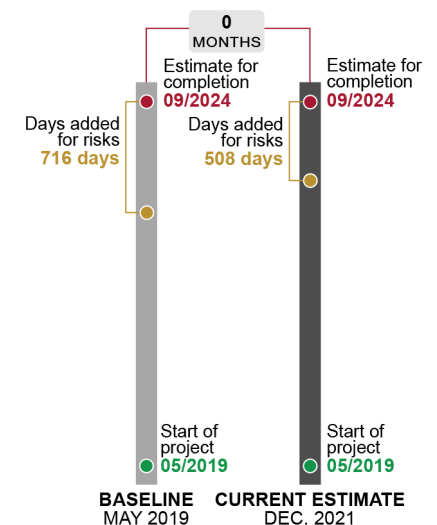 0
MONTHS
Estimate for
completion
09/2024
Days added
for risks
716 days
Start of
project
05/2019
BASELINE
MAY 2019
Estimate for
completion
09/2024
Days added
for risks
508 days
Start of
project
05/2019
CURRENT ESTIMATE
DEC. 2021